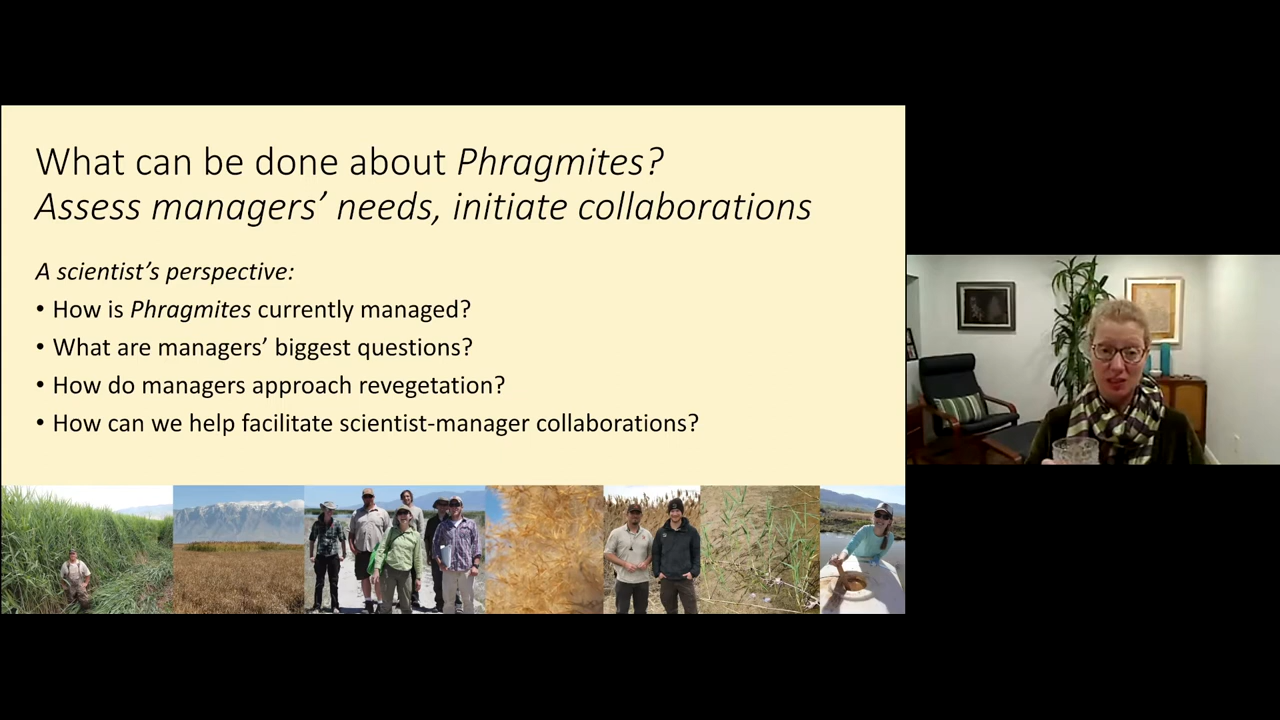 What can be done about Phragmites?
Assess managers’ needs, initiate collaborations
A scientist’s perspective:
• How is Phragmites currently managed?
• What are managers’ biggest questions?
• How do managers approach revegetation?
• How can we help facilitate scientist-manager collaborations?